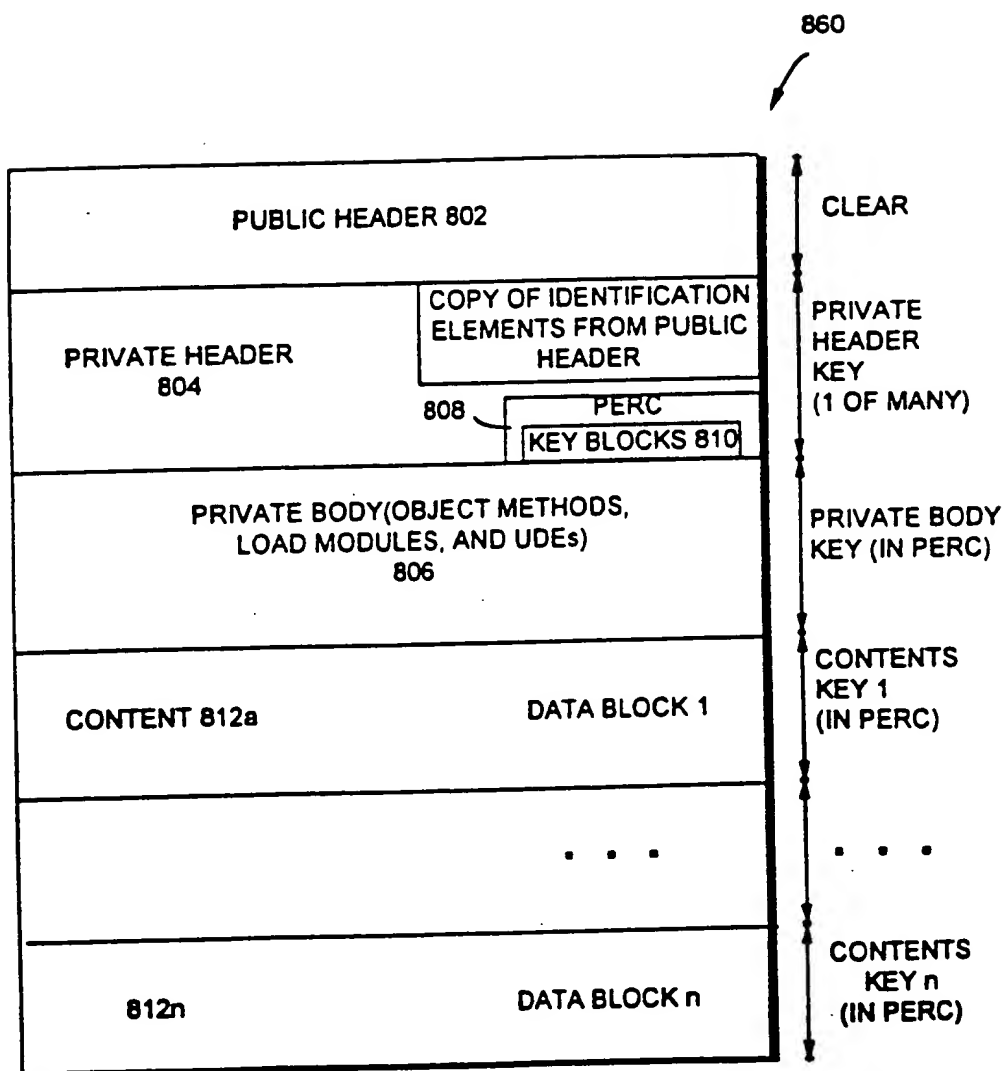 860
PUBLIC HEADER 802
CLEAR
PRIVATE HEADER
804
COPY OF IDENTIFICATION
ELEMENTS FROM PUBLIC
HEADER
808
PERC
KEY BLOCKS 810
PRIVATE
HEADER
KEY
(1 OF MANY)
PRIVATE BODY(OBJECT METHODS,
LOAD MODULES, AND UDEs)
806
PRIVATE BODY
KEY (IN PERC)
CONTENT 812a
DATA BLOCK 1
CONTENTS
KEY 1
(IN PERC)
. . .
. . .
812n
DATA BLOCK n
CONTENTS
KEY n
(IN PERC)